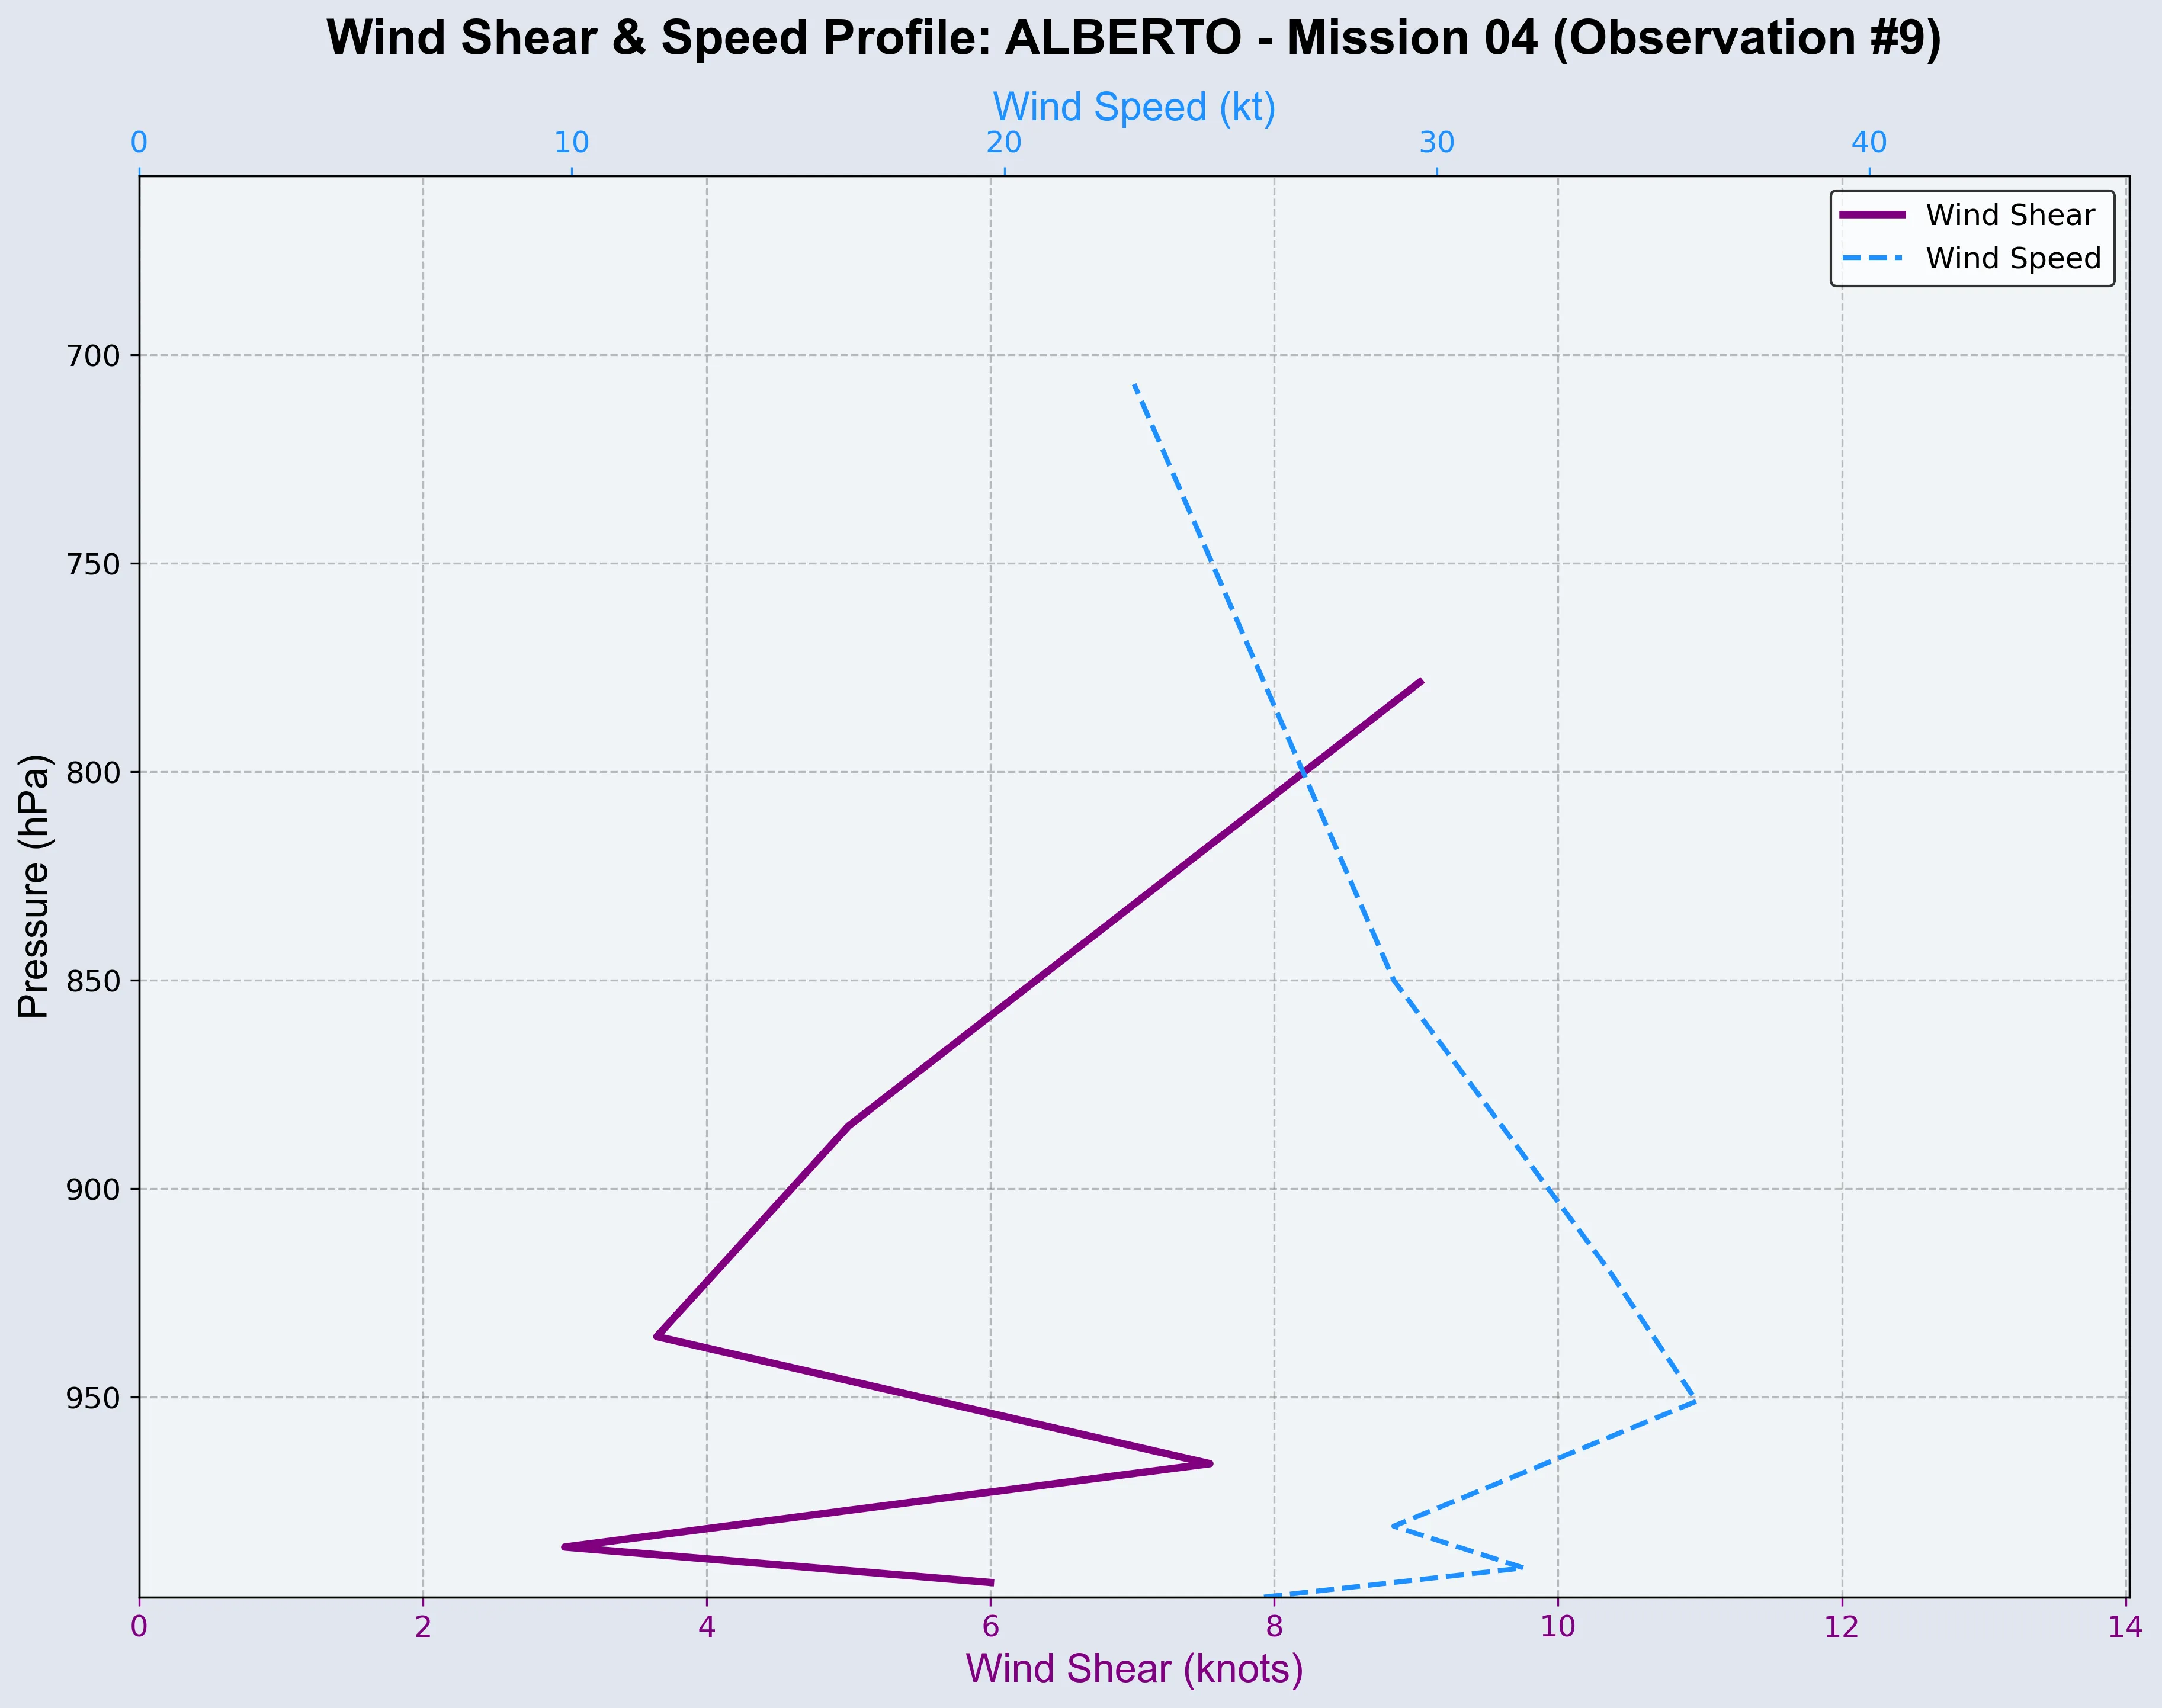 Wind Shear & Speed Profile: ALBERTO - Mission 04 (Observation #9)
Wind Speed (kt)
0 10 20 30 40
Wind Shear
Wind Speed
700
750
800
850
900
950
Pressure (hPa)
0 2 4 6 8 10 12 14
Wind Shear (knots)